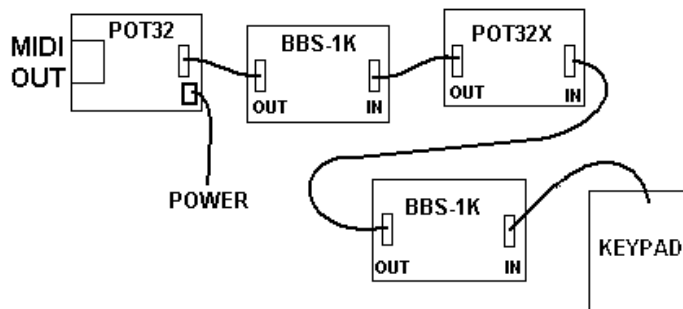 MIDI
OUT
POT32
POWER
BBS-1K
OUT IN
POT32X
OUT IN
BBS-1K
OUT IN
KEYPAD